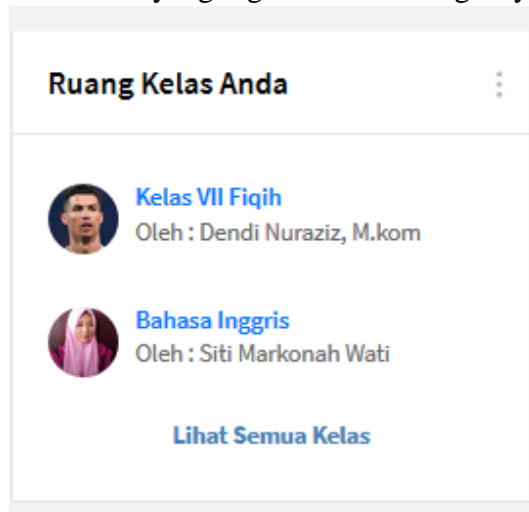 Ruang Kelas Anda
Kelas VII Fiqih
Oleh : Dendi Nuraziz, M.kom
Bahasa Inggris
Oleh : Siti Markonah Wati
Lihat Semua Kelas